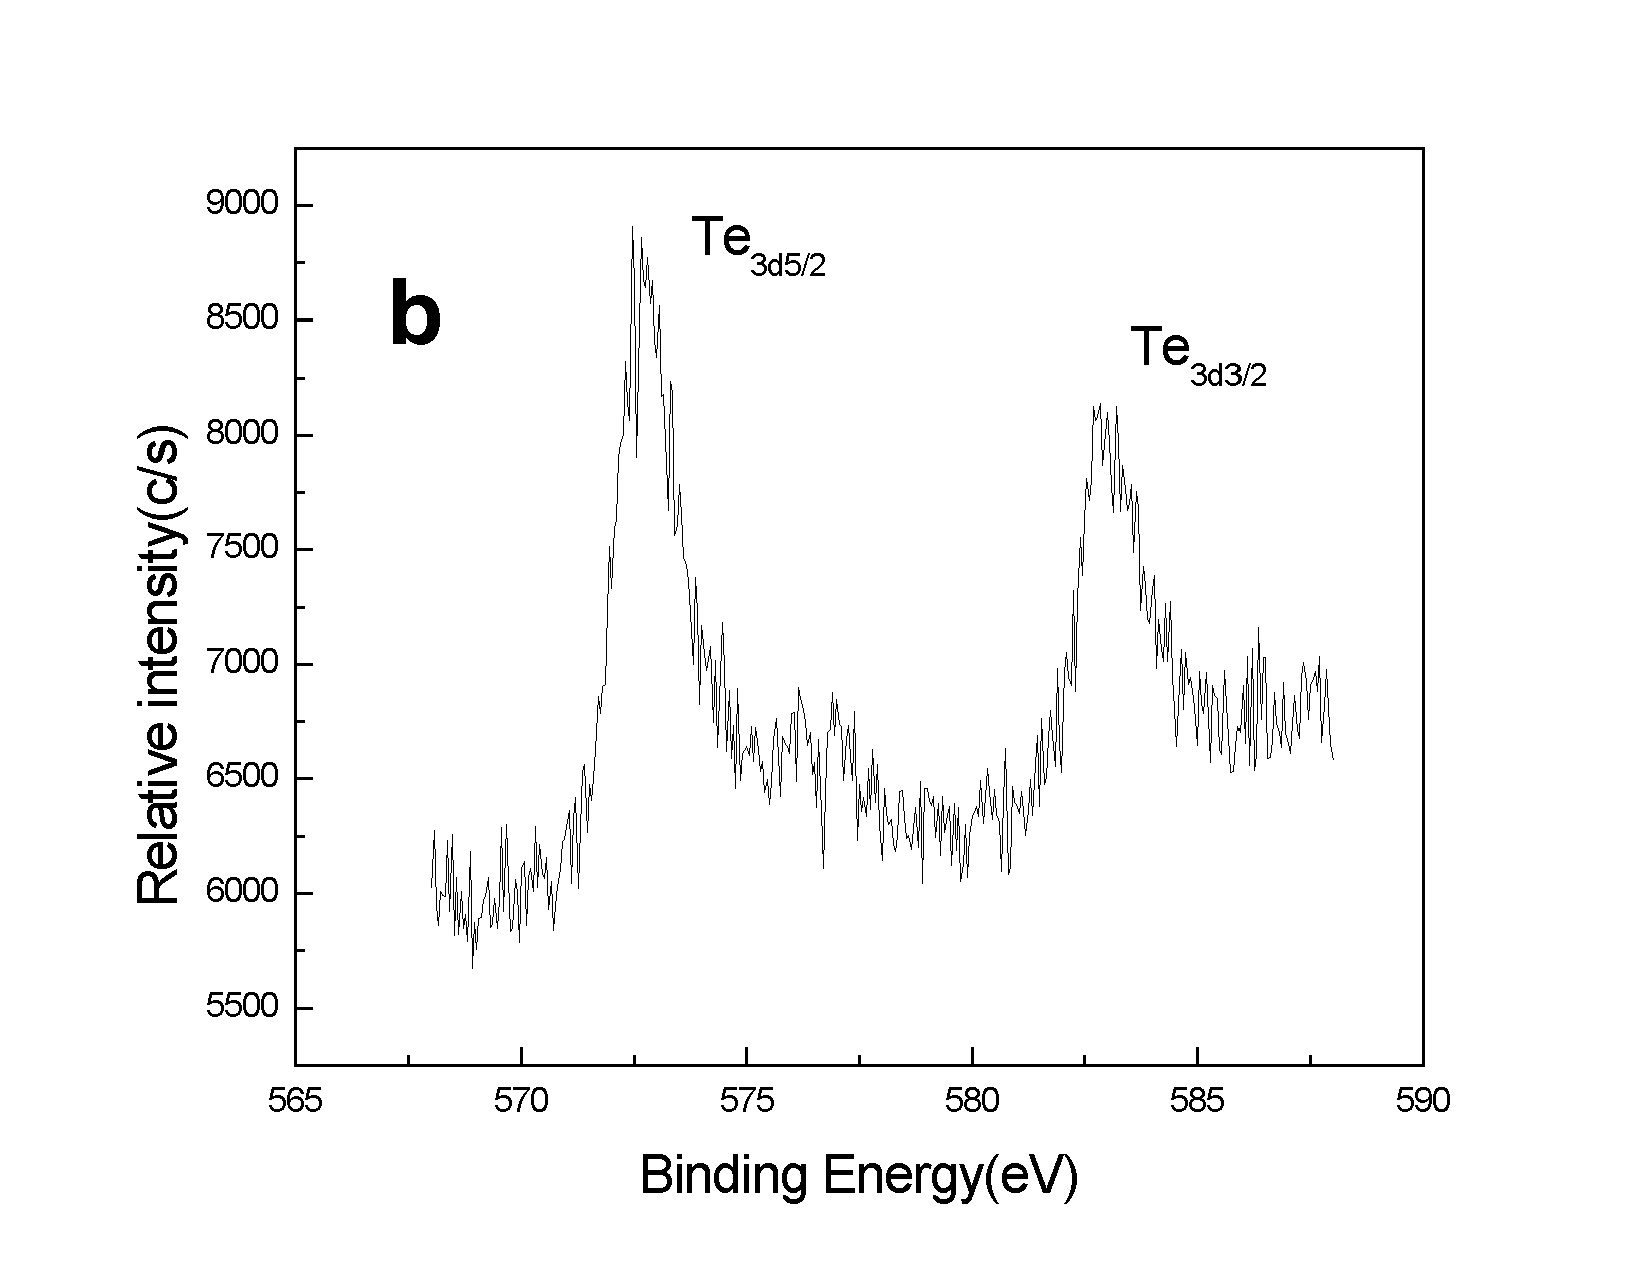 9000
8500
8000
7500
7000
6500
6000
5500
Relative intensity(c/s)
b
Te3d5/2
Te3d3/2
565 570 575 580 585 590
Binding Energy(eV)